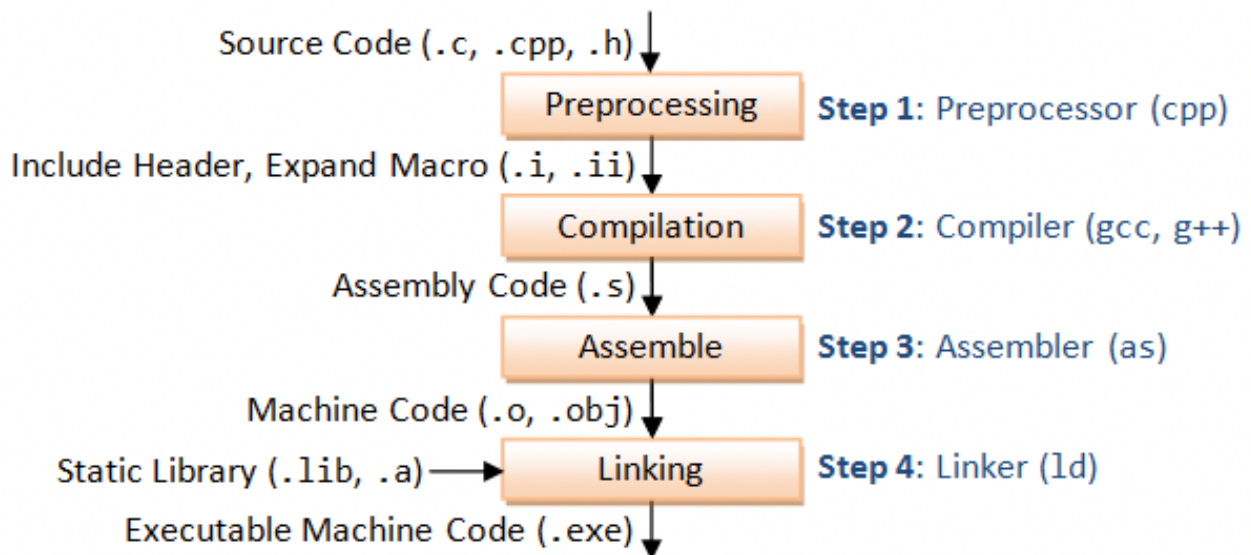 Source Code (.c, .cpp, .h)
Preprocessing
Step 1: Preprocessor (cpp)
Include Header, Expand Macro (.i, .ii)
Compilation
Step 2: Compiler (gcc, g++)
Assembly Code (.s)
Assemble
Step 3: Assembler (as)
Machine Code (.o, .obj)
Static Library (.lib, .a)
Linking
Step 4: Linker (ld)
Executable Machine Code (.exe)